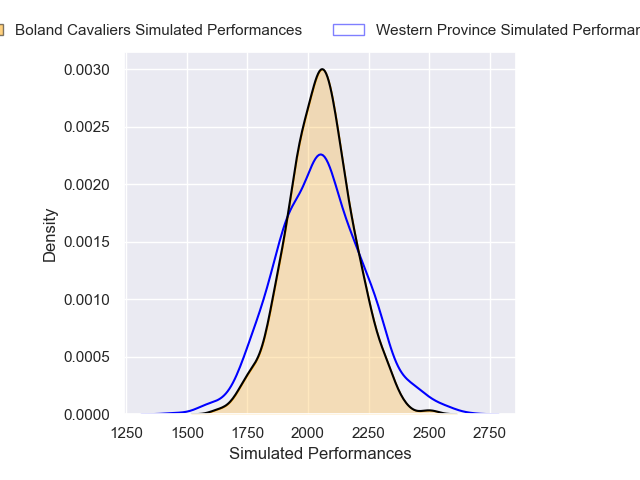 Boland Cavaliers Simulated Performances Western Province Simulated
0.0030
0.0025
0.0020
0.0015
0.0010
0.0005
0.0000
Density
1250 1500 1750 2000 2250 2500 2750
Simulated Performances